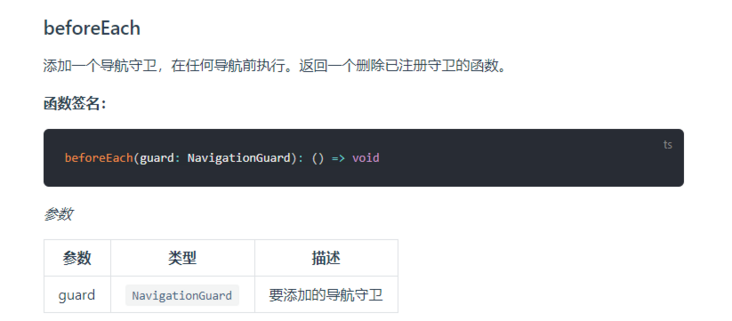 beforeEach
添加一个导航守卫，在任何导航前执行。返回一个删除已注册守卫的函数。
函数签名：
ts
beforeEach(guard: NavigationGuard): () => void
参数
参数 类型 描述
guard NavigationGuard 要添加的导航守卫